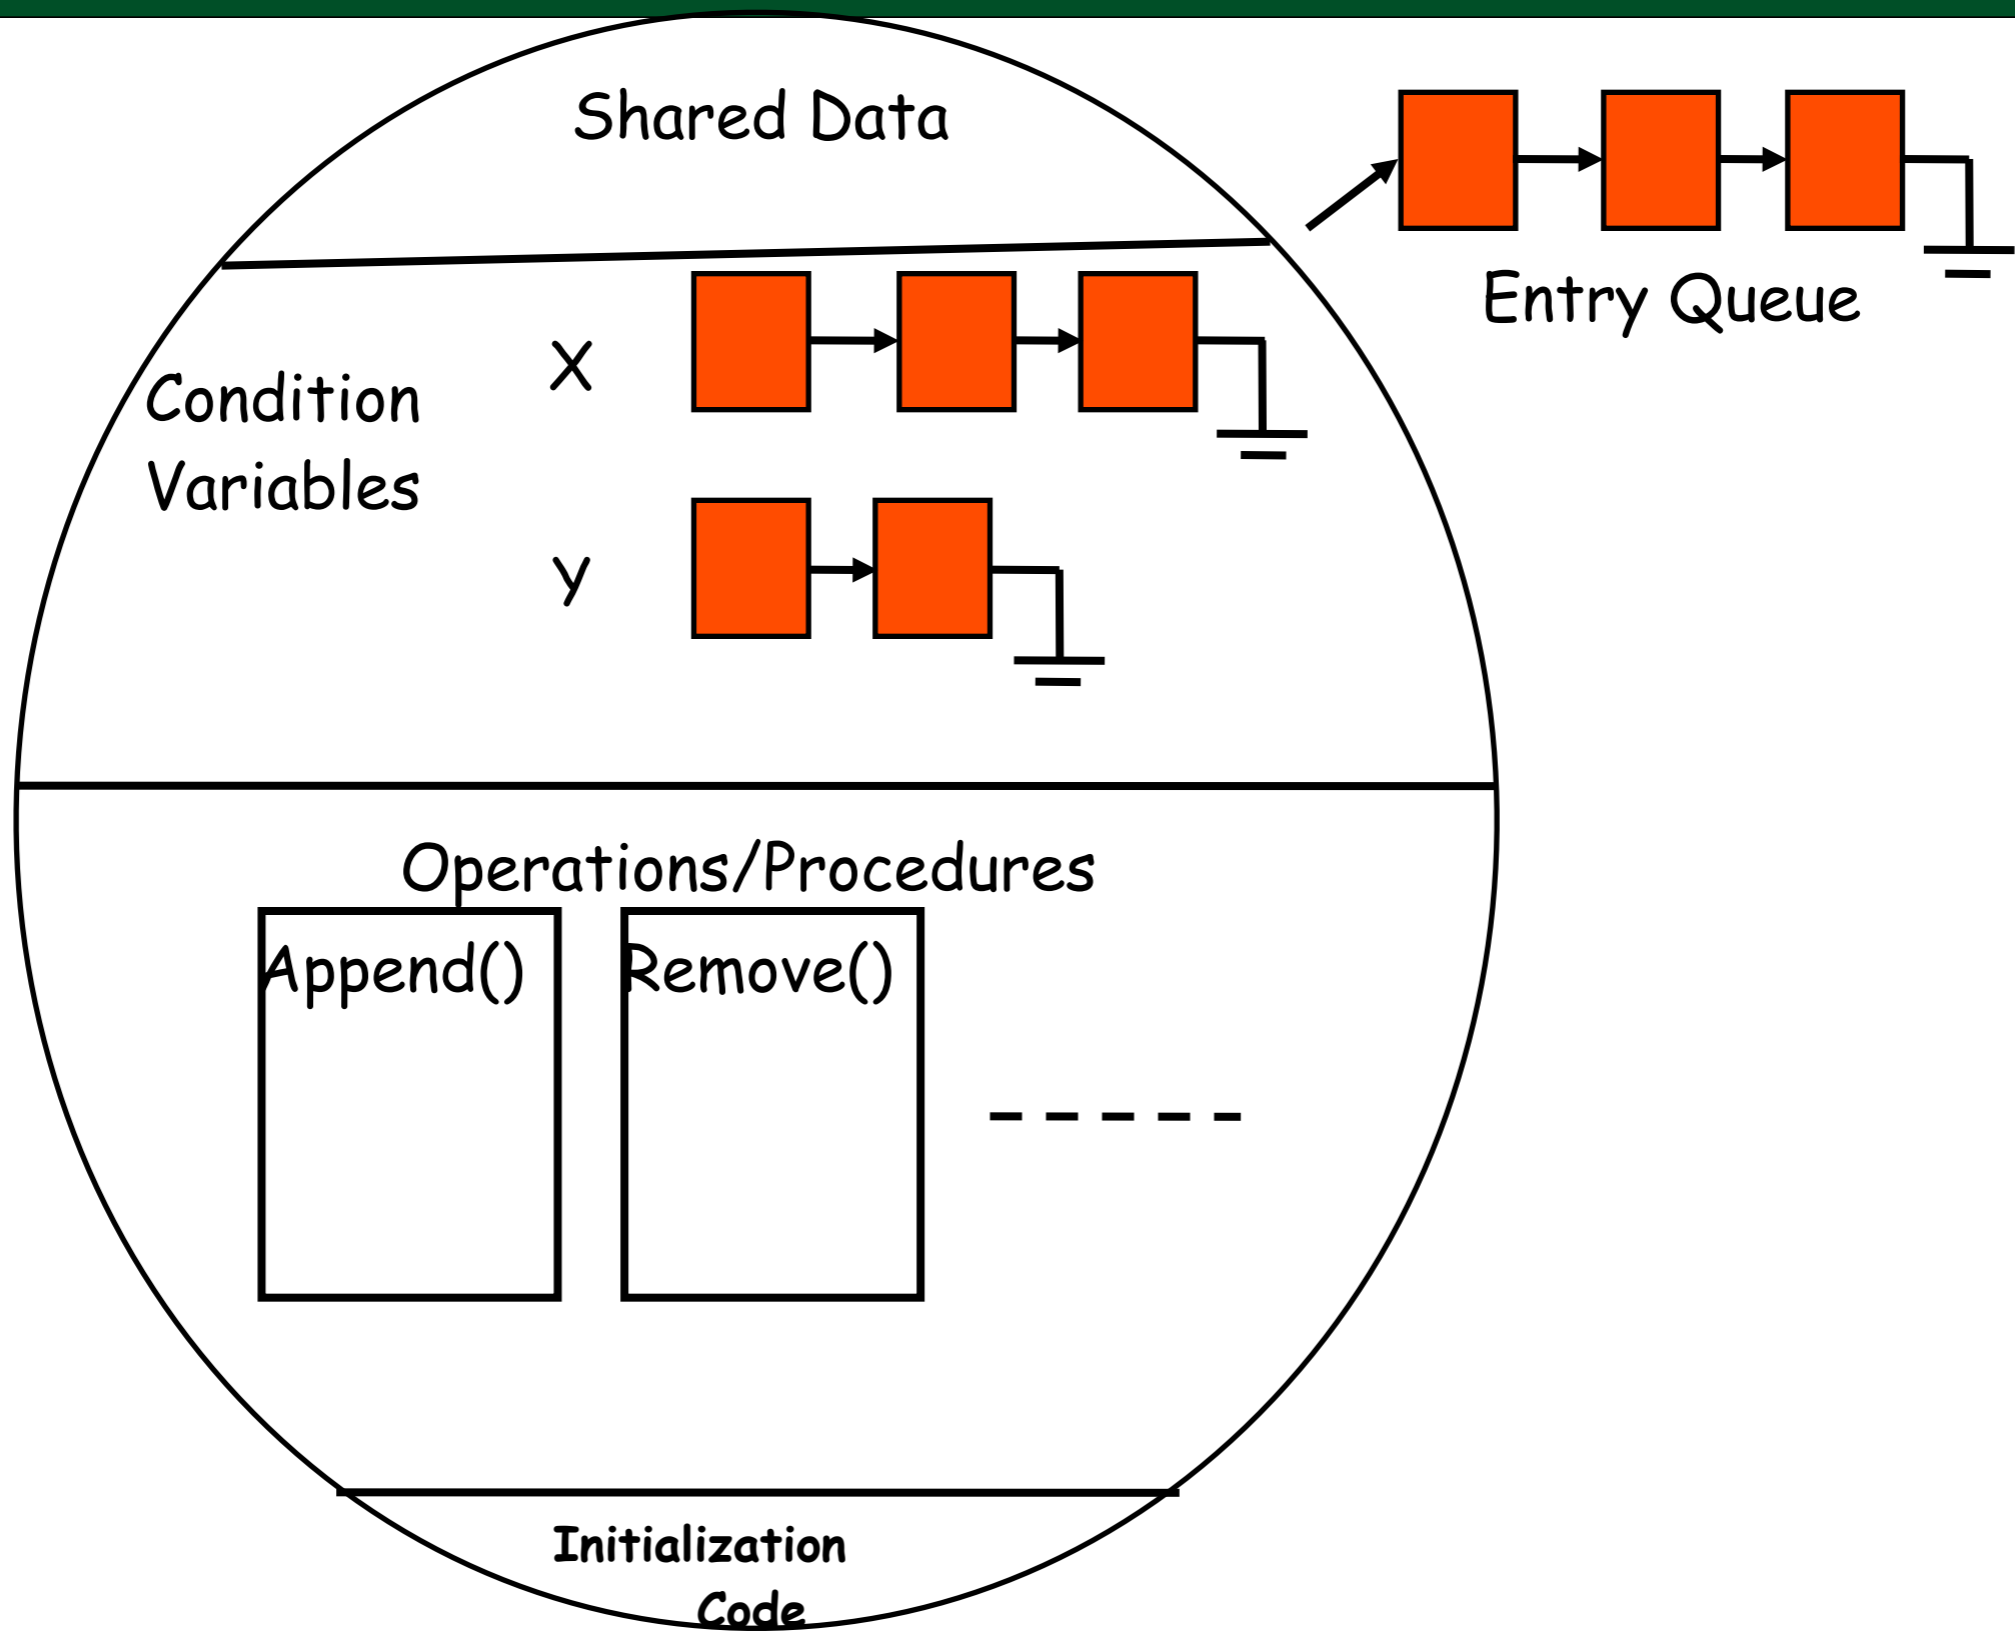 Shared Data
Entry Queue
X
Condition
Variables
y
Operations/Procedures
Append()
Remove()
Initialization
Code